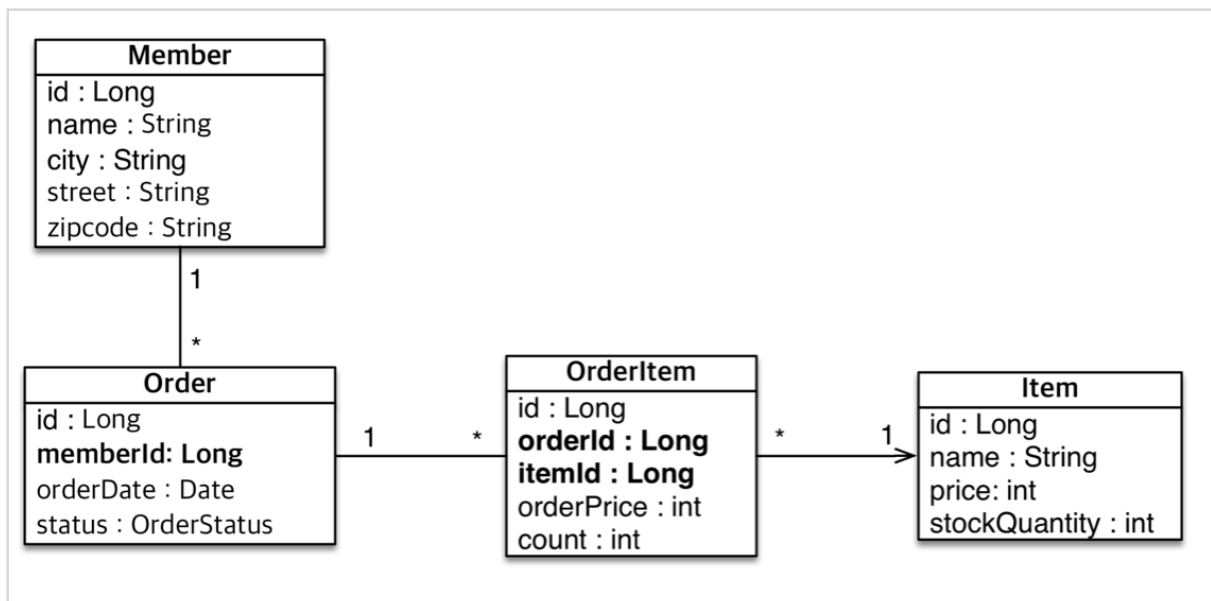 Member
id : Long
name : String
city : String
street : String
zipcode : String
1
*
Order
id : Long
memberId: Long
orderDate : Date
status : OrderStatus
1
*
OrderItem
id : Long
orderId : Long
itemId : Long
orderPrice : int
count : int
*
1
Item
id : Long
name : String
price: int
stockQuantity : int